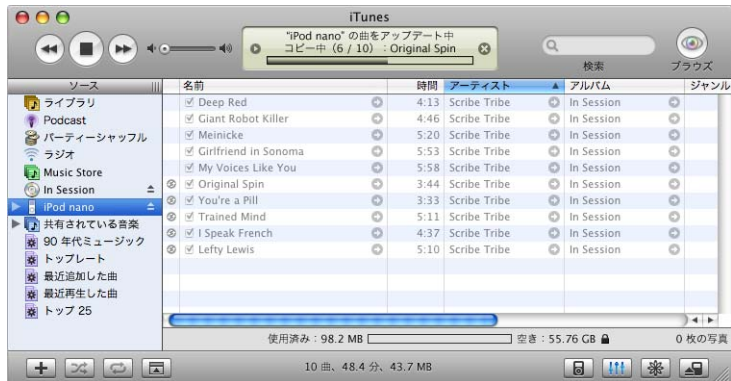 iTunes
"iPod nano" の曲をアップデート中
コピー中 (6 / 10) : Original Spin
検索
ブラウズ
ソース
名前 時間 アーティスト アルバム ジャンル
ライブラリ
Podcast
パーティーシャッフル
ラジオ
Music Store
In Session
iPod nano
共有されている音楽
90 年代ミュージック
トップレート
最近追加した曲
最近再生した曲
トップ 25
Deep Red 4:13 Scribe Tribe In Session
Giant Robot Killer 4:46 Scribe Tribe In Session
Meinicke 5:20 Scribe Tribe In Session
Girlfriend in Sonoma 5:53 Scribe Tribe In Session
My Voices Like You 5:58 Scribe Tribe In Session
Original Spin 3:44 Scribe Tribe In Session
You're a Pill 3:33 Scribe Tribe In Session
Trained Mind 5:11 Scribe Tribe In Session
I Speak French 4:37 Scribe Tribe In Session
Lefty Lewis 5:10 Scribe Tribe In Session
使用済み : 98.2 MB 空き : 55.76 GB 0 枚の写真
10 曲、48.4 分、43.7 MB